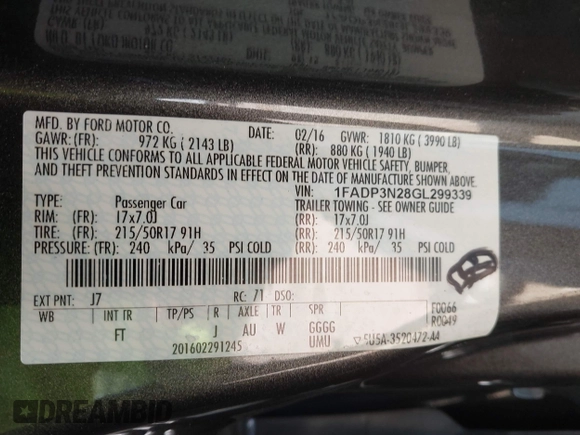 MFD. BY FORD MOTOR CO.
DATE: 02/16 GVWR: 1810 KG ( 3990 LB)
GAWR: (FR): 972 KG ( 2143 LB) (RR): 880 KG ( 1940 LB)
THIS VEHICLE CONFORMS TO ALL APPLICABLE FEDERAL MOTOR VEHICLE SAFETY, BUMPER,
AND THEFT PREVENTION STANDARDS IN EFFECT ON THE DATE OF MANUFACTURE SHOWN ABOVE.
VIN: 1FADP3N28GL299339
TYPE: Passenger Car TRAILER TOWING - SEE OWNER GUIDE
RIM: (FR): 17x7.0J (RR): 17x7.0J
TIRE: (FR): 215/50R17 91H (RR): 215/50R17 91H
PRESSURE: (FR): 240 kPa/ 35 PSI COLD (RR): 240 kPa/ 35 PSI COLD
EXT PNT: J7 RC: 71 DSO:
F0066
R0049
WB INT TR TP/PS R AXLE TR SPR
FT J AU W GGGG
UMU
201602291245
DREAMBID